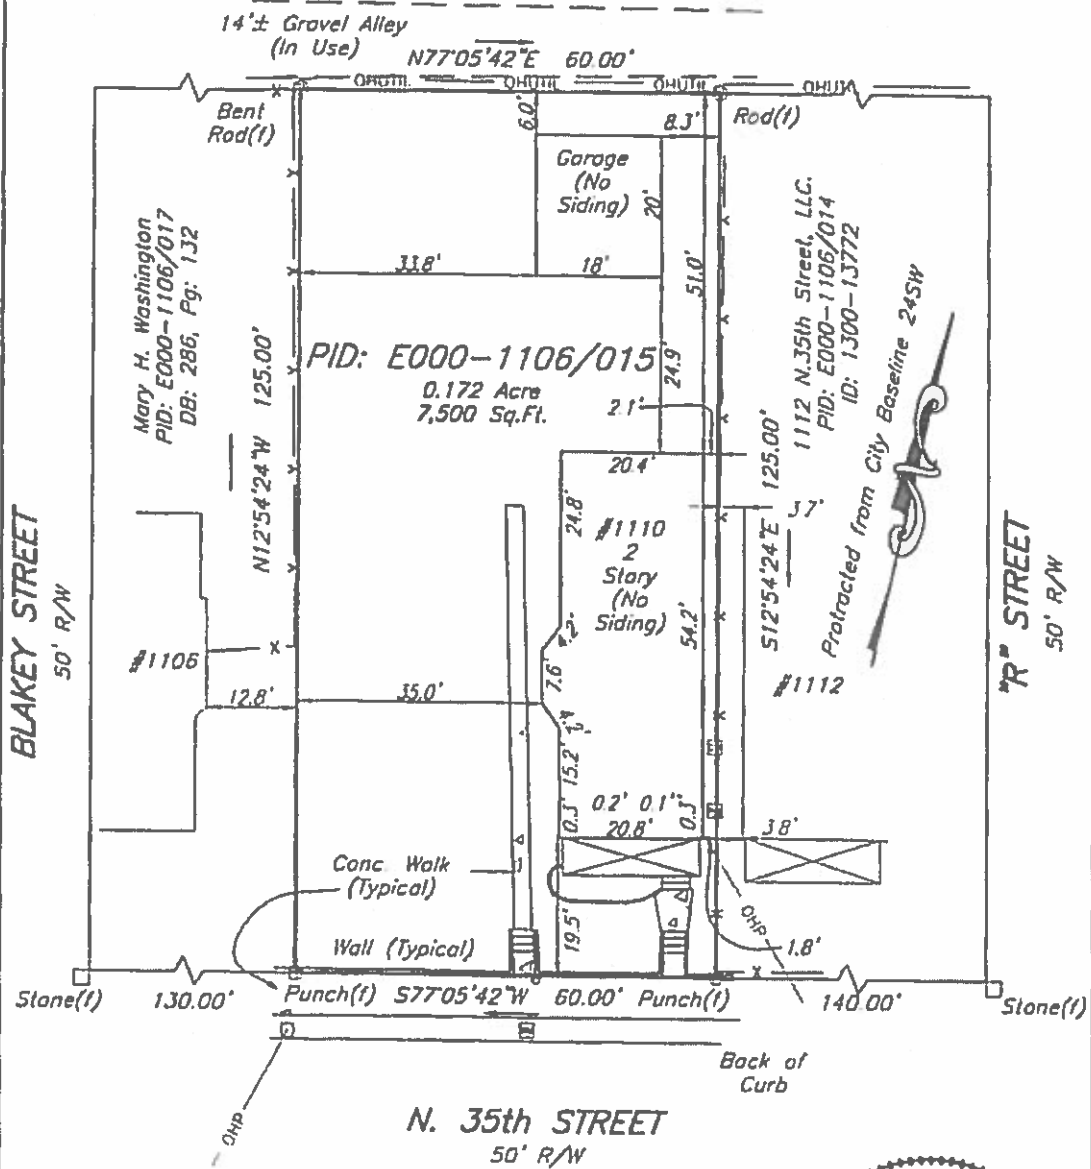 14'± Gravel Alley
(In Use)
N77°05'42"E 60.00'
OHUTIL OHUTIL OHUTIL OHUTIL
Bent
Rod(f)
6.0'
8.3'
Rod(f)
Garage
(No
Siding)
20'
33.8'
18'
51.0'
Mary H. Washington
PID: E000-1106/017
DB: 286, Pg: 132
1112 N.35th Street, LLC.
PID: E000-1106/014
ID: 1300-13772
N12°54'24"W 125.00'
PID: E000-1106/015
0.172 Acre
7,500 Sq.Ft.
24.9'
2.1'
20.4'
S12°54'24"E 125.00'
Protracted from City Baseline 24SW
3.7'
24.8'
#1110
2
Story
(No
Siding)
54.2'
4.2'
7.6'
BLAKEY STREET
50' R/W
"R" STREET
50' R/W
#1106
#1112
12.8'
35.0'
15.2'
0.3'
0.2' 0.1'
0.3'
20.8'
3.8'
Conc. Walk
(Typical)
Wall (Typical)
19.5'
OHP
1.8'
Stone(f)
130.00'
Punch(f) S77°05'42"W 60.00' Punch(f)
140.00'
Stone(f)
Back of
Curb
OHP
N. 35th STREET
50' R/W